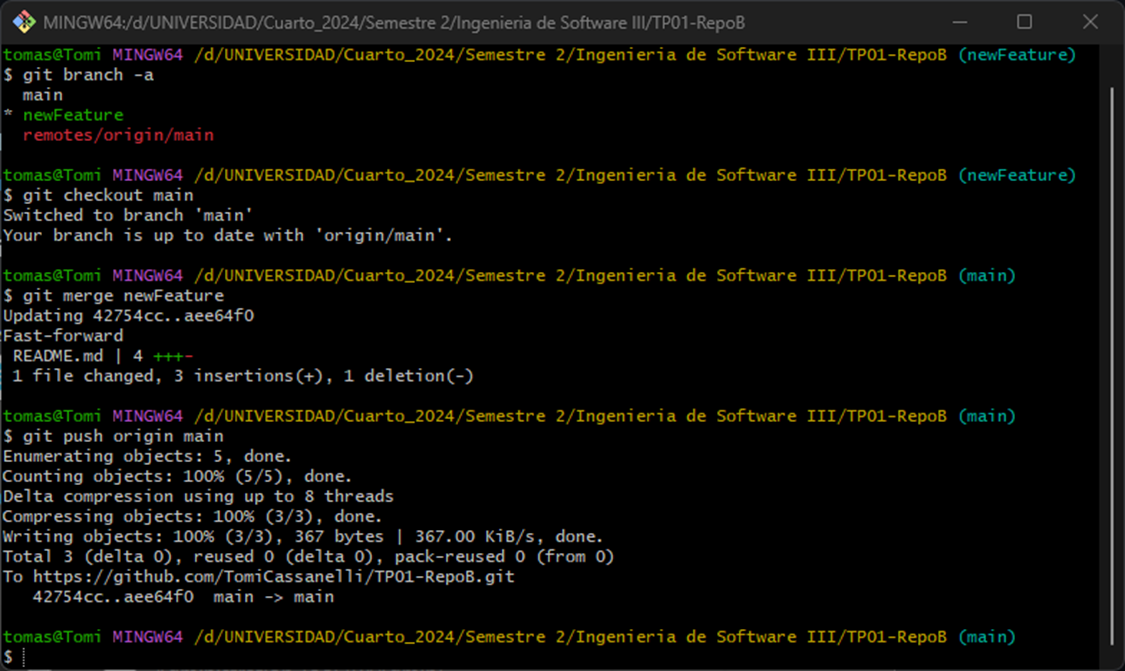 MINGW64:/d/UNIVERSIDAD/Cuarto_2024/Semestre 2/Ingenieria de Software III/TP01-RepoB
tomas@Tomi MINGW64 /d/UNIVERSIDAD/Cuarto_2024/Semestre 2/Ingenieria de Software III/TP01-RepoB (newFeature)
$ git branch -a
  main
* newFeature
  remotes/origin/main
tomas@Tomi MINGW64 /d/UNIVERSIDAD/Cuarto_2024/Semestre 2/Ingenieria de Software III/TP01-RepoB (newFeature)
$ git checkout main
Switched to branch 'main'
Your branch is up to date with 'origin/main'.
tomas@Tomi MINGW64 /d/UNIVERSIDAD/Cuarto_2024/Semestre 2/Ingenieria de Software III/TP01-RepoB (main)
$ git merge newFeature
Updating 42754cc..aee64f0
Fast-forward
 README.md | 4 +++-
 1 file changed, 3 insertions(+), 1 deletion(-)
tomas@Tomi MINGW64 /d/UNIVERSIDAD/Cuarto_2024/Semestre 2/Ingenieria de Software III/TP01-RepoB (main)
$ git push origin main
Enumerating objects: 5, done.
Counting objects: 100% (5/5), done.
Delta compression using up to 8 threads
Compressing objects: 100% (3/3), done.
Writing objects: 100% (3/3), 367 bytes | 367.00 KiB/s, done.
Total 3 (delta 0), reused 0 (delta 0), pack-reused 0 (from 0)
To https://github.com/TomiCassanelli/TP01-RepoB.git
   42754cc..aee64f0  main -> main
tomas@Tomi MINGW64 /d/UNIVERSIDAD/Cuarto_2024/Semestre 2/Ingenieria de Software III/TP01-RepoB (main)
$